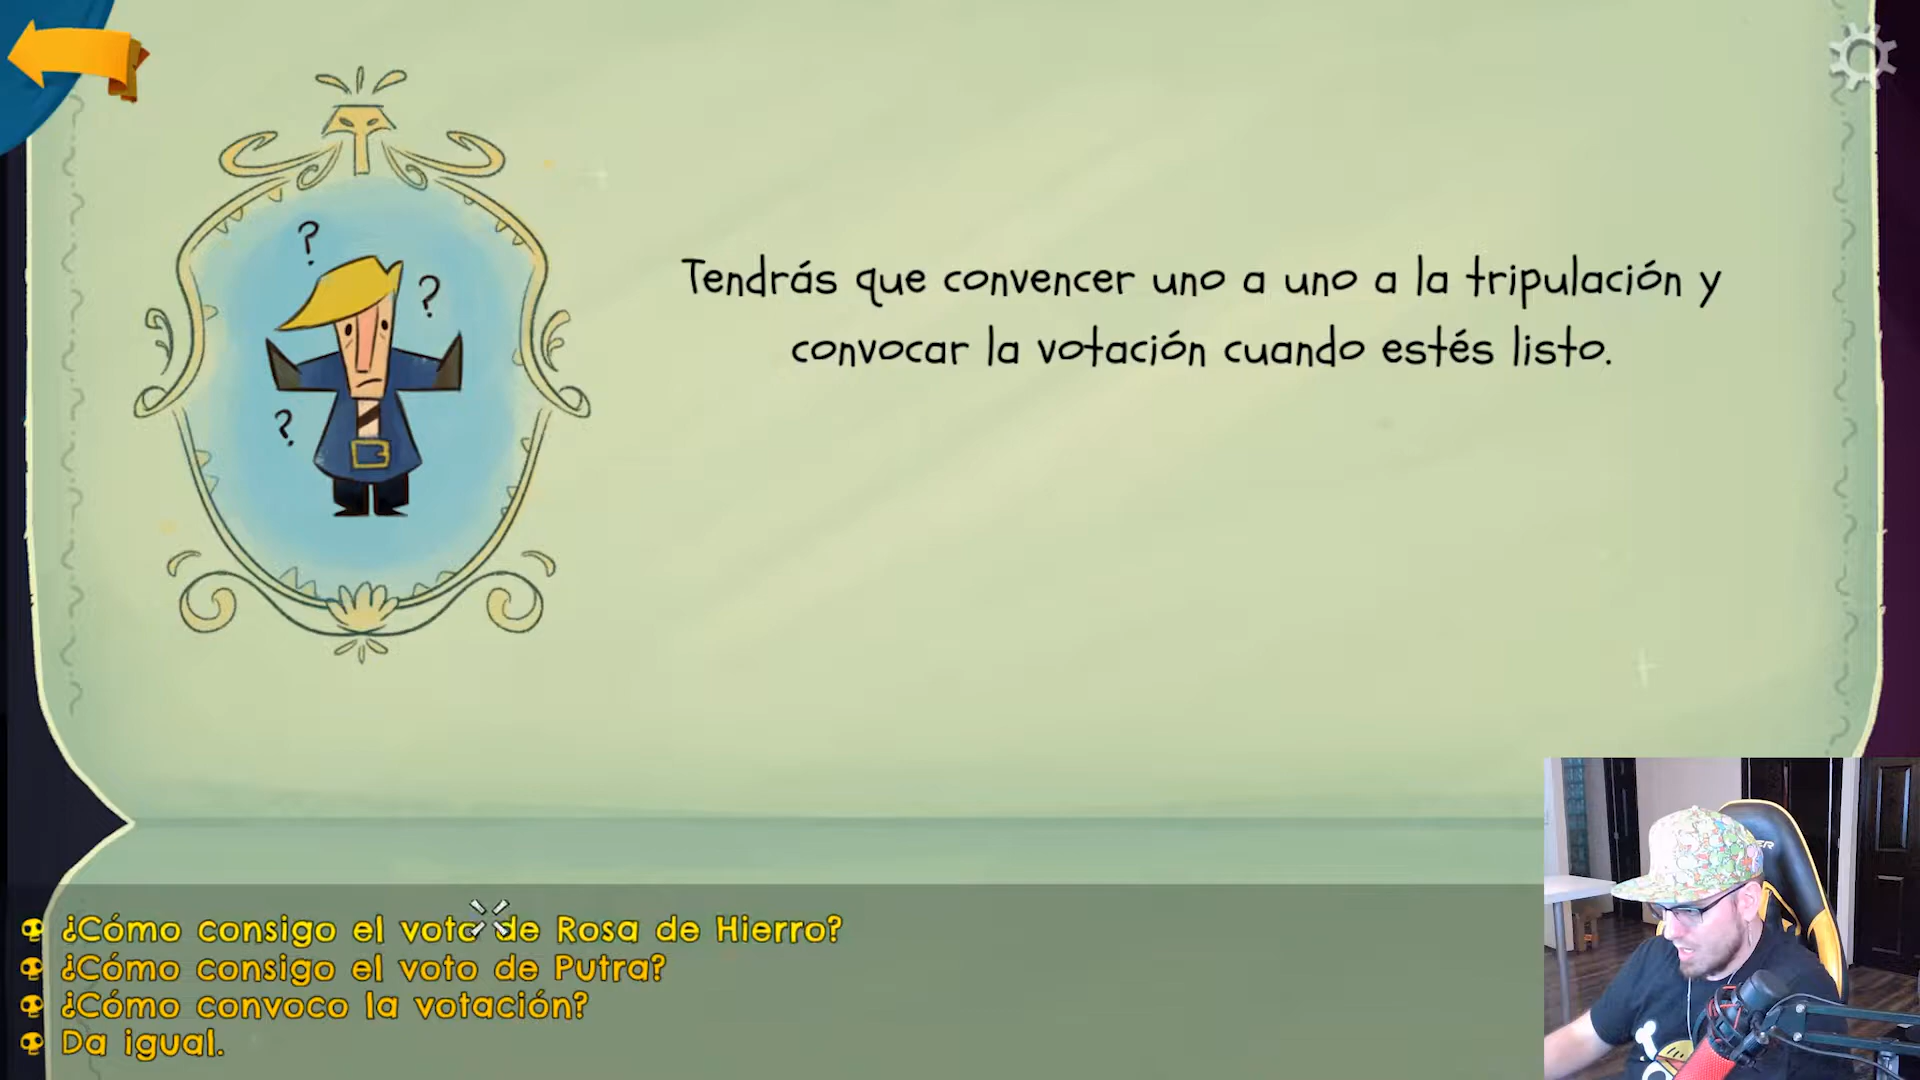 ?
?
?
Tendrás que convencer uno a uno a la tripulación y
convocar la votación cuando estés listo.
¿Cómo consigo el voto de Rosa de Hierro?
¿Cómo consigo el voto de Putra?
¿Cómo convoco la votación?
Da igual.